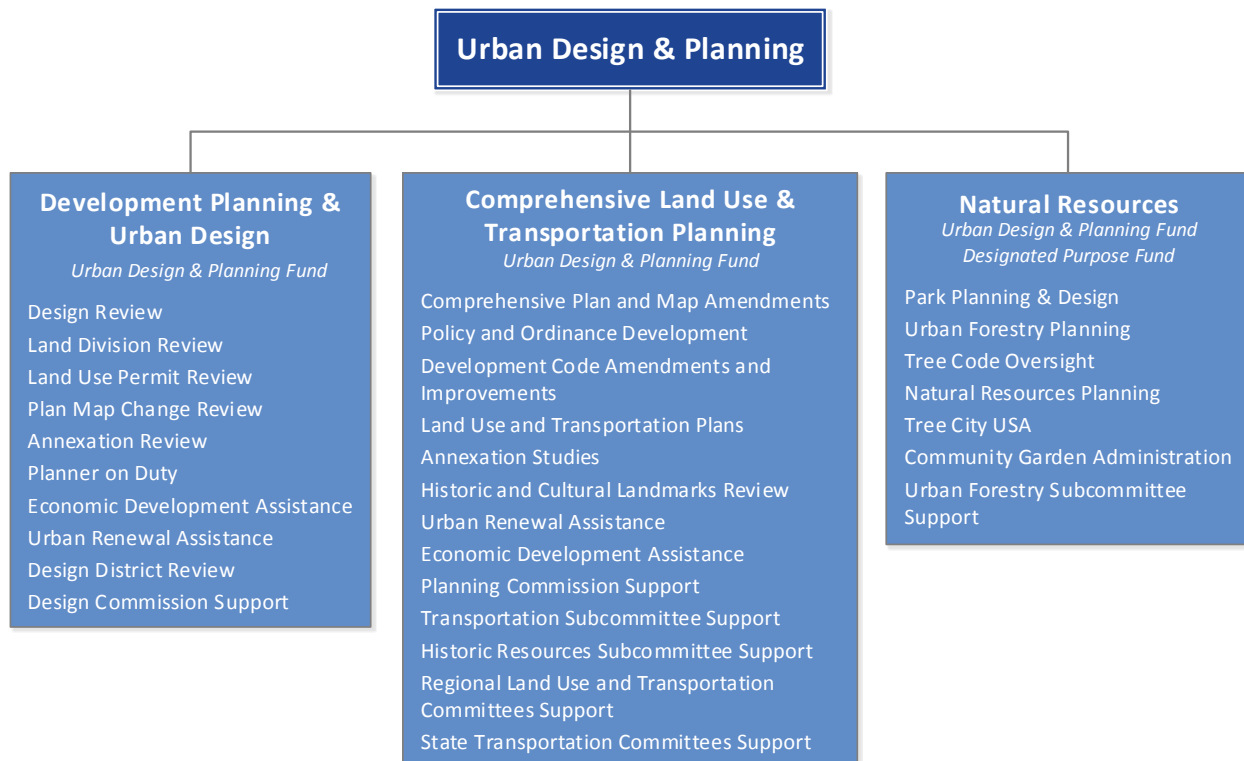 Urban Design & Planning
Development Planning &
Urban Design
Urban Design & Planning Fund
Design Review
Land Division Review
Land Use Permit Review
Plan Map Change Review
Annexation Review
Planner on Duty
Economic Development Assistance
Urban Renewal Assistance
Design District Review
Design Commission Support
Comprehensive Land Use &
Transportation Planning
Urban Design & Planning Fund
Comprehensive Plan and Map Amendments
Policy and Ordinance Development
Development Code Amendments and
Improvements
Land Use and Transportation Plans
Annexation Studies
Historic and Cultural Landmarks Review
Urban Renewal Assistance
Economic Development Assistance
Planning Commission Support
Transportation Subcommittee Support
Historic Resources Subcommittee Support
Regional Land Use and Transportation
Committees Support
State Transportation Committees Support
Natural Resources
Urban Design & Planning Fund
Designated Purpose Fund
Park Planning & Design
Urban Forestry Planning
Tree Code Oversight
Natural Resources Planning
Tree City USA
Community Garden Administration
Urban Forestry Subcommittee
Support